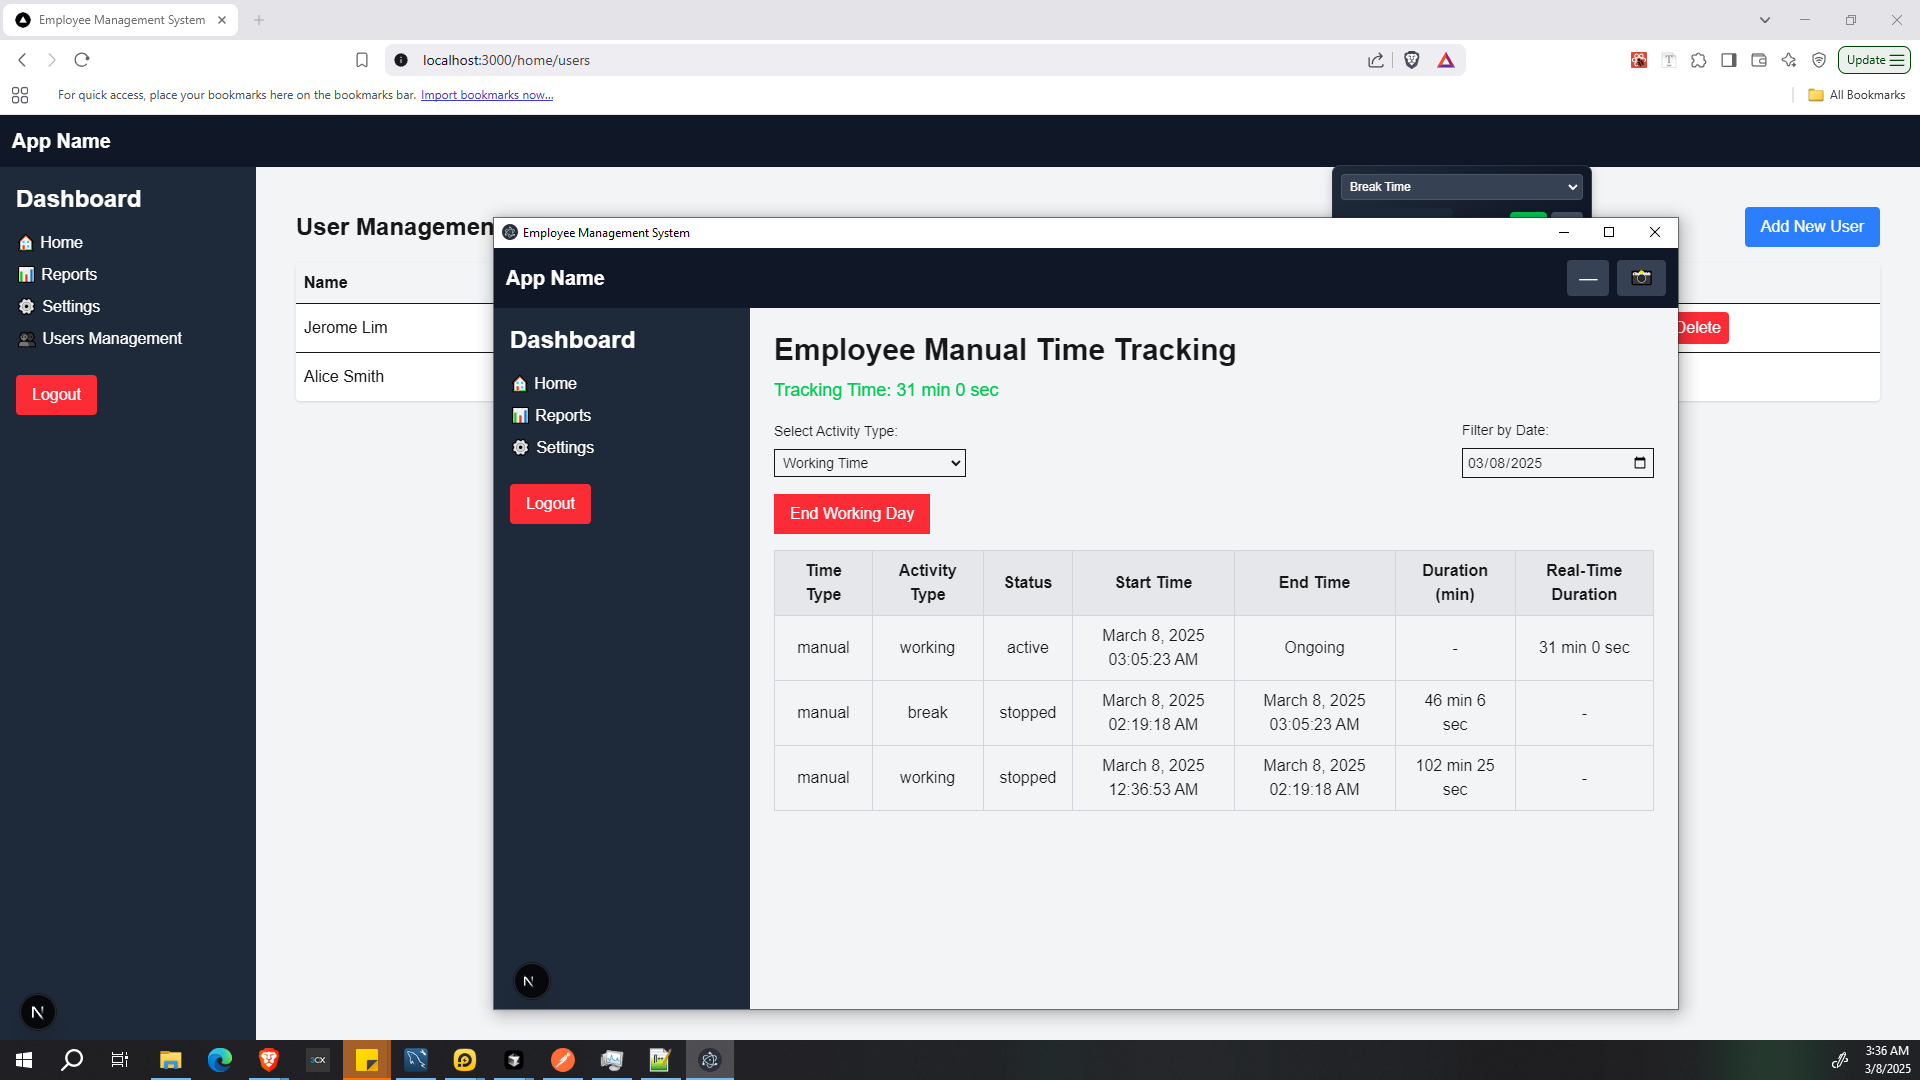 Employee Management System
localhost:3000/home/users
Update
For quick access, place your bookmarks here on the bookmarks bar. Import bookmarks now...
All Bookmarks
App Name
Dashboard
Home
Reports
Settings
Users Management
Logout
N
User Managemen
Add New User
Name
Jerome Lim
Alice Smith
Delete
Break Time
Employee Management System
App Name
Dashboard
Home
Reports
Settings
Logout
N
Employee Manual Time Tracking
Tracking Time: 31 min 0 sec
Select Activity Type:
Working Time
Filter by Date:
03/08/2025
End Working Day
Time Type Activity Type Status Start Time End Time Duration (min) Real-Time Duration
manual working active March 8, 2025 03:05:23 AM Ongoing - 31 min 0 sec
manual break stopped March 8, 2025 02:19:18 AM March 8, 2025 03:05:23 AM 46 min 6 sec -
manual working stopped March 8, 2025 12:36:53 AM March 8, 2025 02:19:18 AM 102 min 25 sec -
3CX
3:36 AM
3/8/2025